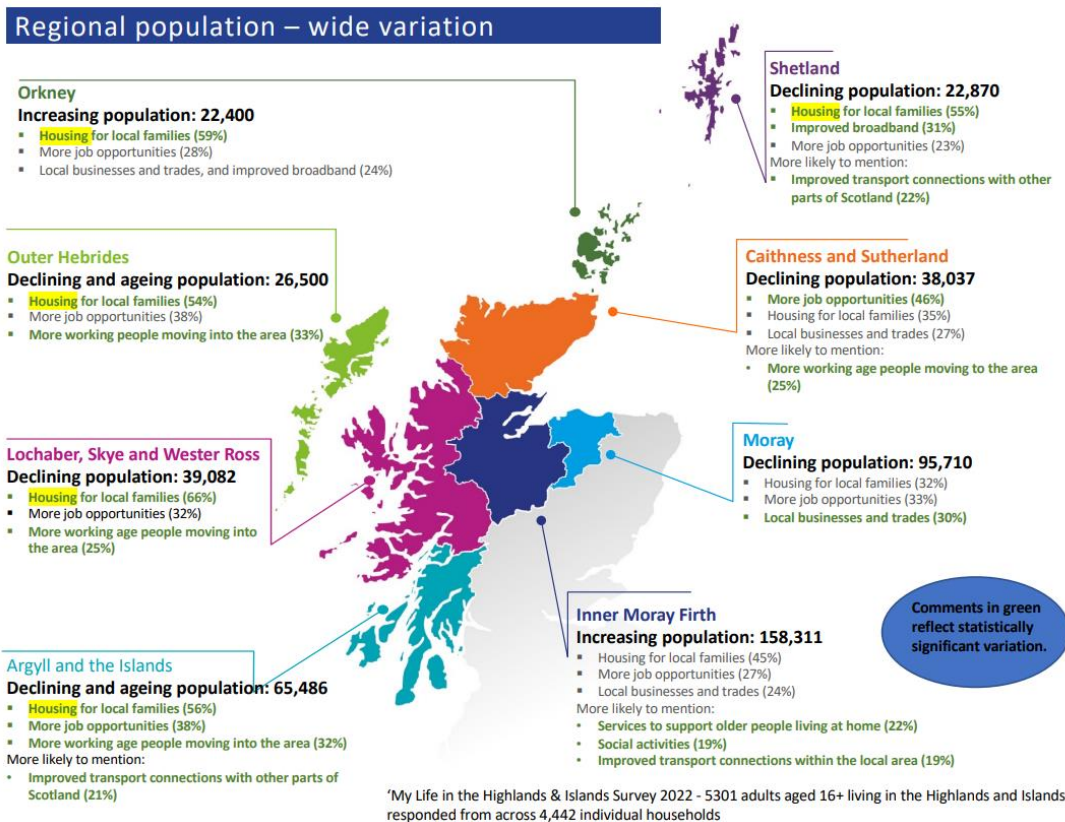 Regional population – wide variation
Orkney
Increasing population: 22,400
Housing for local families (59%)
More job opportunities (28%)
Local businesses and trades, and improved broadband (24%)
Shetland
Declining population: 22,870
Housing for local families (55%)
Improved broadband (31%)
More job opportunities (23%)
More likely to mention:
Improved transport connections with other
parts of Scotland (22%)
Outer Hebrides
Declining and ageing population: 26,500
Housing for local families (54%)
More job opportunities (38%)
More working people moving into the area (33%)
Caithness and Sutherland
Declining population: 38,037
More job opportunities (46%)
Housing for local families (35%)
Local businesses and trades (27%)
More likely to mention:
More working age people moving to the area
(25%)
Lochaber, Skye and Wester Ross
Declining population: 39,082
Housing for local families (66%)
More job opportunities (32%)
More working age people moving into
the area (25%)
Moray
Declining population: 95,710
Housing for local families (32%)
More job opportunities (33%)
Local businesses and trades (30%)
Argyll and the Islands
Declining and ageing population: 65,486
Housing for local families (56%)
More job opportunities (38%)
More working age people moving into the area (32%)
More likely to mention:
Improved transport connections with other parts of
Scotland (21%)
Inner Moray Firth
Increasing population: 158,311
Housing for local families (45%)
More job opportunities (27%)
Local businesses and trades (24%)
More likely to mention:
Services to support older people living at home (22%)
Social activities (19%)
Improved transport connections within the local area (19%)
Comments in green
reflect statistically
significant variation.
‘My Life in the Highlands & Islands Survey 2022 - 5301 adults aged 16+ living in the Highlands and Islands
responded from across 4,442 individual households